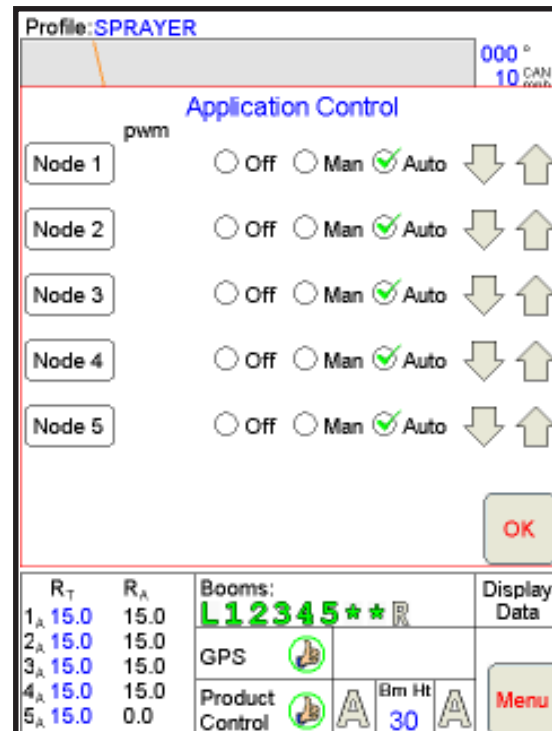 Profile:SPRAYER
000 °
10 CAN mph
Application Control
pwm
Node 1 Off Man Auto
Node 2 Off Man Auto
Node 3 Off Man Auto
Node 4 Off Man Auto
Node 5 Off Man Auto
OK
RT RA
1A 15.0 15.0
2A 15.0 15.0
3A 15.0 15.0
4A 15.0 15.0
5A 15.0 0.0
Booms:
L12345**R
GPS
Product
Control
A
Bm Ht
30
A
Display
Data
Menu